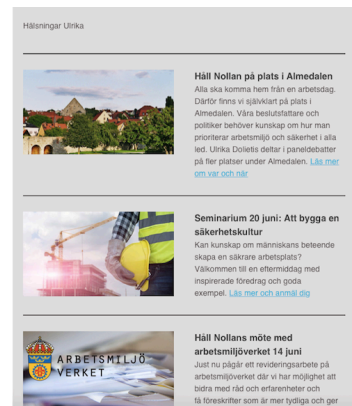 Hälsningar Ulrika
Håll Nollan på plats i Almedalen
Alla ska komma hem från en arbetsdag.
Därför finns vi självklart på plats i
Almedalen. Våra beslutsfattare och
politiker behöver kunskap om hur man
prioriterar arbetsmiljö och säkerhet i alla
led. Ulrika Dolietis deltar i paneldebatter
på fler platser under Almedalen. Läs mer
om var och när
Seminarium 20 juni: Att bygga en
säkerhetskultur
Kan kunskap om människans beteende
skapa en säkrare arbetsplats?
Välkommen till en eftermiddag med
inspirerade föredrag och goda
exempel. Läs mer och anmäl dig
ARBETSMILJÖ
VERKET
Håll Nollans möte med
arbetsmiljöverket 14 juni
Just nu pågår ett revideringsarbete på
arbetsmiljöverket där vi har möjlighet att
bidra med råd och erfarenheter och
få föreskrifter som är mer tydliga och ger